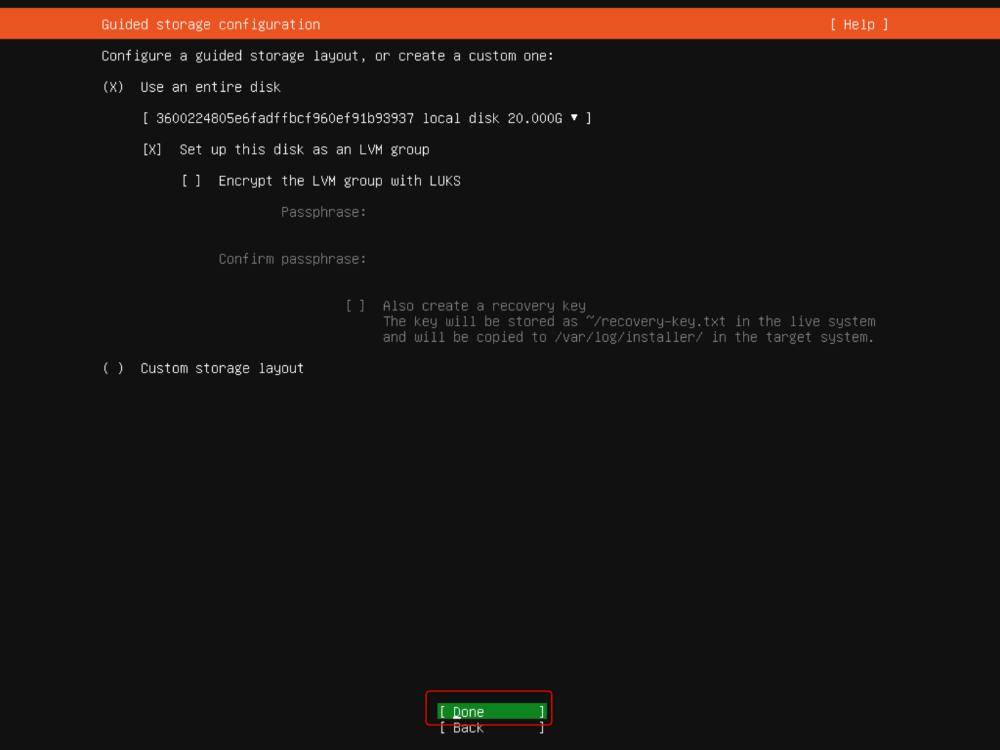 Guided storage configuration [ Help ]
Configure a guided storage layout, or create a custom one:
(X) Use an entire disk
[ 3600224805e6fadffbcf960ef91b93937 local disk 20.000G ▾ ]
[X] Set up this disk as an LVM group
[ ] Encrypt the LVM group with LUKS
Passphrase:
Confirm passphrase:
[ ] Also create a recovery key
The key will be stored as ~/recovery-key.txt in the live system
and will be copied to /var/log/installer/ in the target system.
( ) Custom storage layout
[ Done ]
[ Back ]